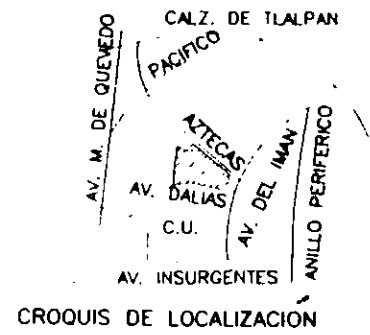 CALZ. DE TLALPAN
AV. M. DE QUEVEDO
PACIFICO
AZTECAS
AV. DALIAS
AV. DEL IMAN
ANILLO PERIFERICO
C.U.
AV. INSURGENTES
CROQUIS DE LOCALIZACION